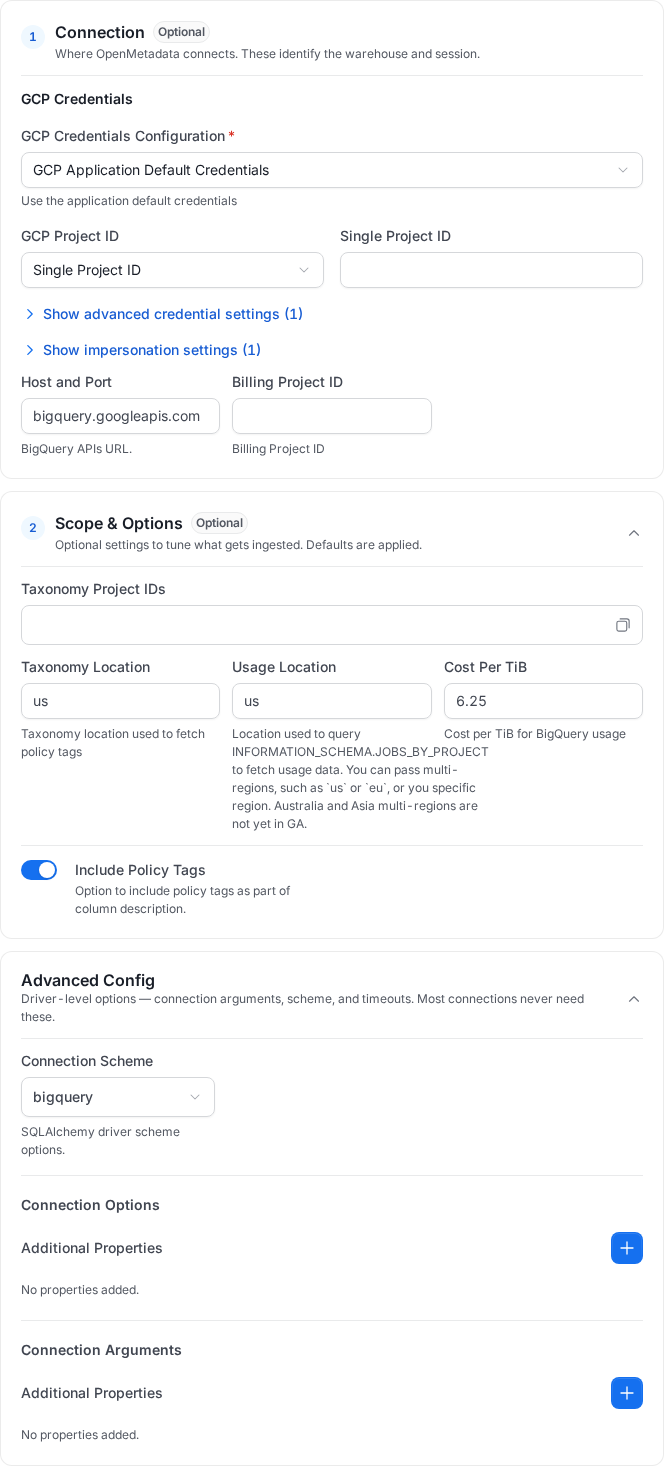 1 Connection Optional
Where OpenMetadata connects. These identify the warehouse and session.
GCP Credentials
GCP Credentials Configuration *
GCP Application Default Credentials
Use the application default credentials
GCP Project ID Single Project ID
Single Project ID
Show advanced credential settings (1)
Show impersonation settings (1)
Host and Port Billing Project ID
bigquery.googleapis.com
BigQuery APIs URL. Billing Project ID
2 Scope & Options Optional
Optional settings to tune what gets ingested. Defaults are applied.
Taxonomy Project IDs
Taxonomy Location Usage Location Cost Per TiB
us us 6.25
Taxonomy location used to fetch
policy tags
Location used to query
INFORMATION_SCHEMA.JOBS_BY_PROJECT
to fetch usage data. You can pass multi-
regions, such as `us` or `eu`, or you specific
region. Australia and Asia multi-regions are
not yet in GA.
Cost per TiB for BigQuery usage
Include Policy Tags
Option to include policy tags as part of
column description.
Advanced Config
Driver-level options — connection arguments, scheme, and timeouts. Most connections never need
these.
Connection Scheme
bigquery
SQLAlchemy driver scheme
options.
Connection Options
Additional Properties
No properties added.
Connection Arguments
Additional Properties
No properties added.